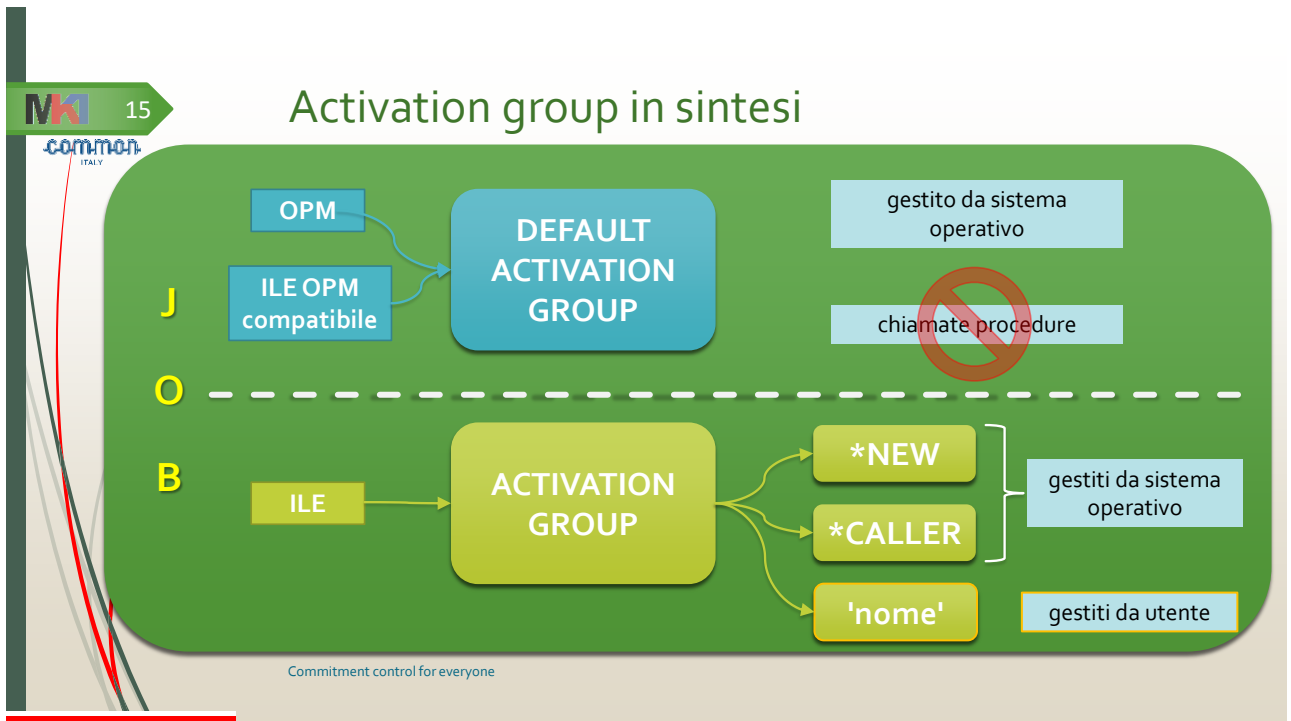 MKI
15
Activation group in sintesi
common
ITALY
OPM
ILE OPM
compatibile
DEFAULT
ACTIVATION
GROUP
gestito da sistema
operativo
chiamate procedure
J
O
B
ILE
ACTIVATION
GROUP
*NEW
*CALLER
'nome'
gestiti da sistema
operativo
gestiti da utente
Commitment control for everyone